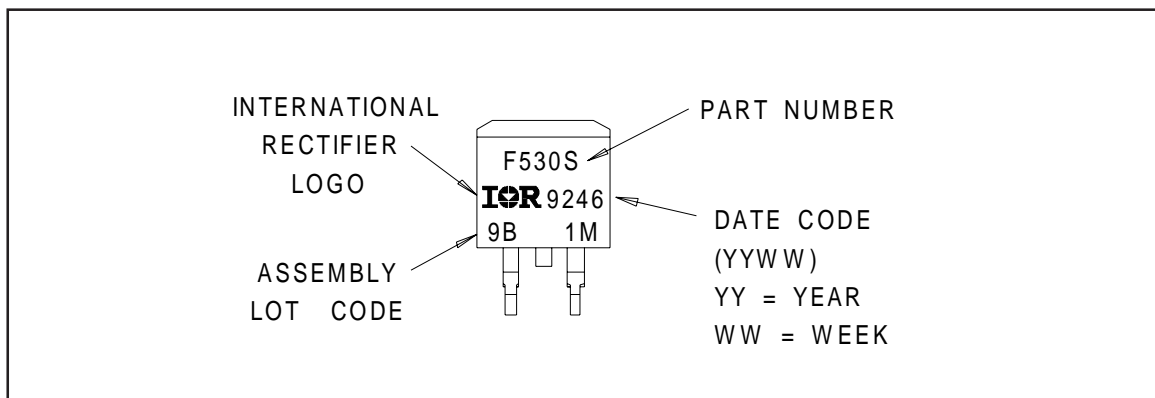 INTERNATIONAL
RECTIFIER
LOGO
PART NUMBER
F530S
IOR 9246
9B 1M
ASSEMBLY
LOT CODE
DATE CODE
(YYWW)
YY = YEAR
WW = WEEK